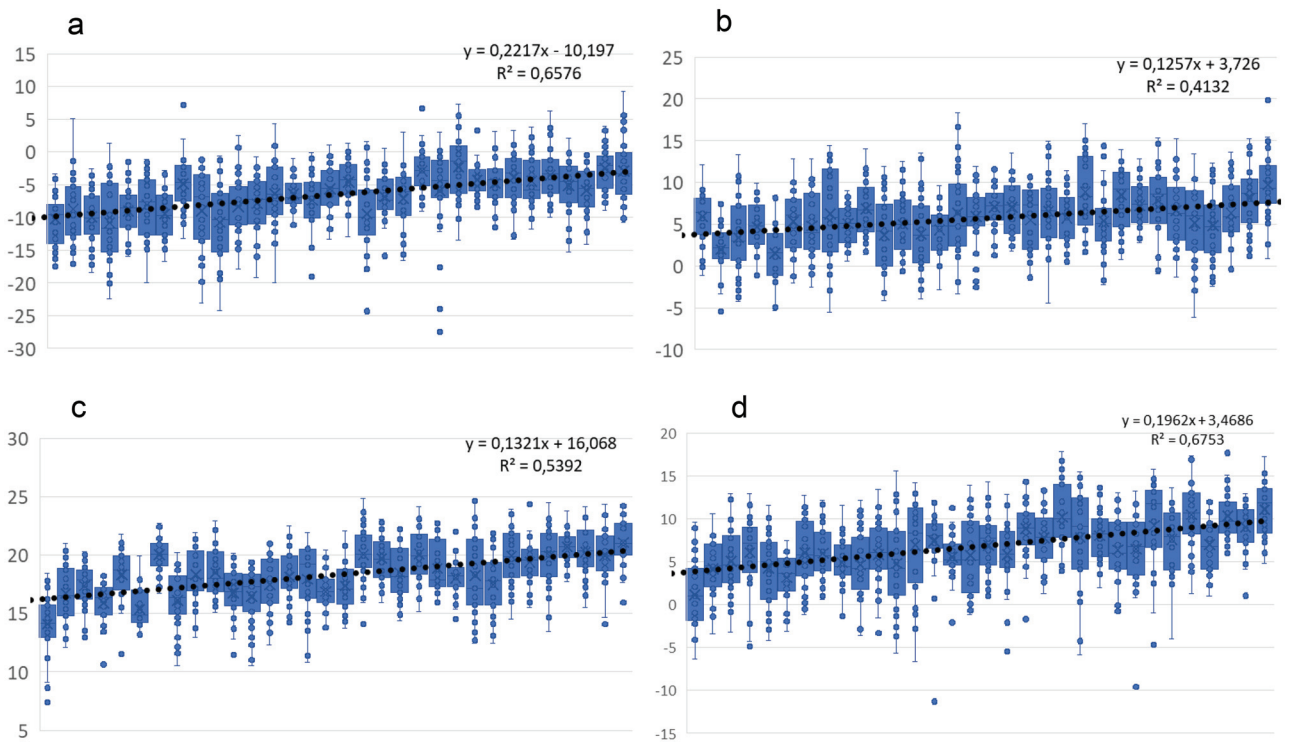 a
y = 0,2217x - 10,197
R² = 0,6576
15
10
5
0
-5
-10
-15
-20
-25
-30
b
y = 0,1257x + 3,726
R² = 0,4132
25
20
15
10
5
0
-5
-10
c
y = 0,1321x + 16,068
R² = 0,5392
30
25
20
15
10
5
d
y = 0,1962x + 3,4686
R² = 0,6753
20
15
10
5
0
-5
-10
-15